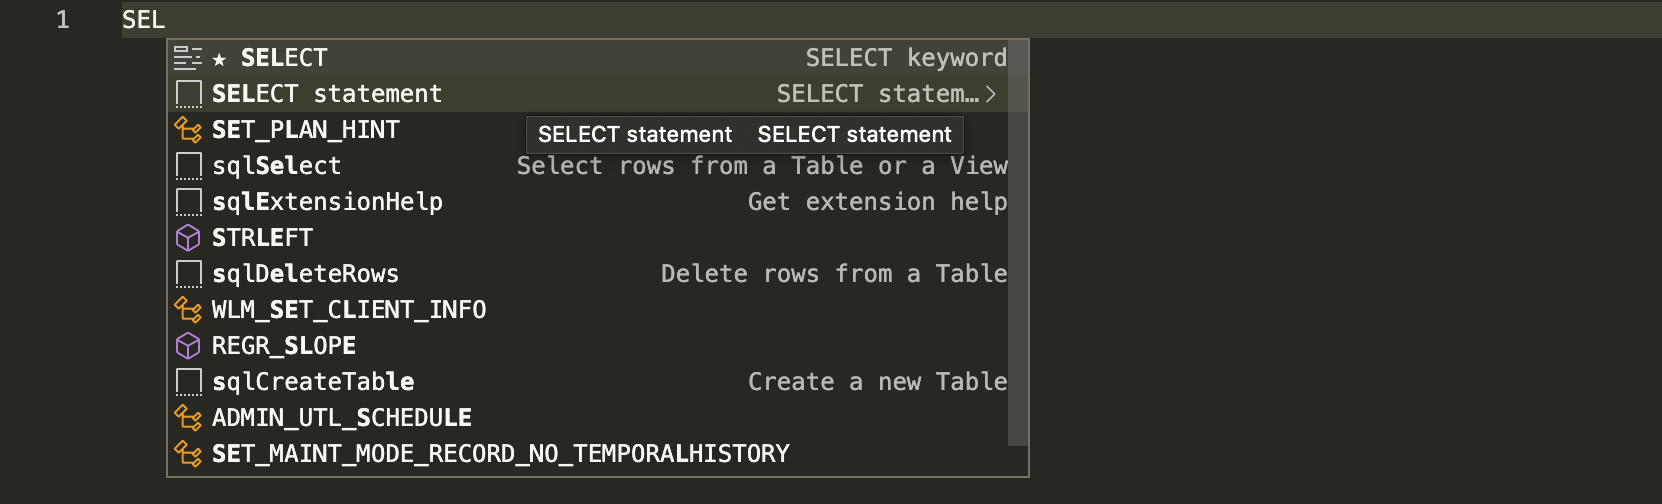 1 SEL
★ SELECT SELECT keyword
SELECT statement SELECT statem…
SET_PLAN_HINT
SELECT statement SELECT statement
sqlSelect Select rows from a Table or a View
sqlExtensionHelp Get extension help
STRLEFT
sqlDeleteRows Delete rows from a Table
WLM_SET_CLIENT_INFO
REGR_SLOPE
sqlCreateTable Create a new Table
ADMIN_UTL_SCHEDULE
SET_MAINT_MODE_RECORD_NO_TEMPORALHISTORY